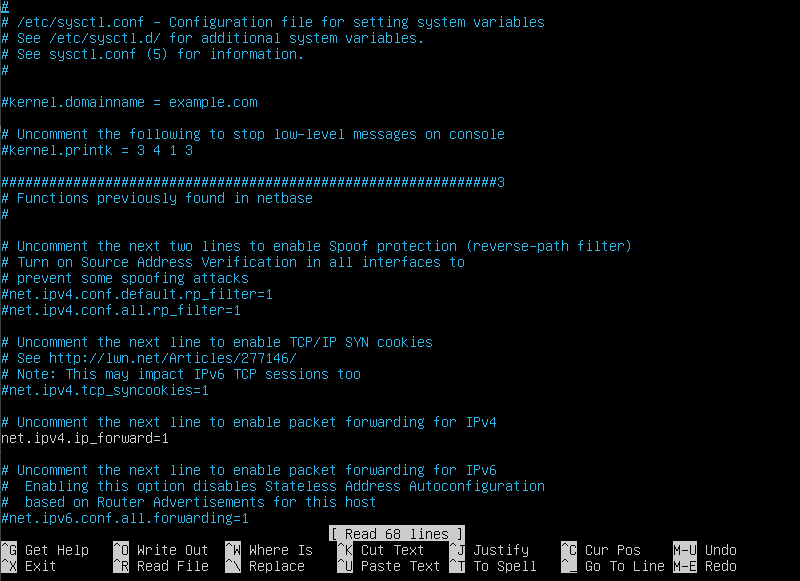 #
# /etc/sysctl.conf - Configuration file for setting system variables
# See /etc/sysctl.d/ for additional system variables.
# See sysctl.conf (5) for information.
#
#kernel.domainname = example.com
# Uncomment the following to stop low-level messages on console
#kernel.printk = 3 4 1 3
##############################################################3
# Functions previously found in netbase
#
# Uncomment the next two lines to enable Spoof protection (reverse-path filter)
# Turn on Source Address Verification in all interfaces to
# prevent some spoofing attacks
#net.ipv4.conf.default.rp_filter=1
#net.ipv4.conf.all.rp_filter=1
# Uncomment the next line to enable TCP/IP SYN cookies
# See http://lwn.net/Articles/277146/
# Note: This may impact IPv6 TCP sessions too
#net.ipv4.tcp_syncookies=1
# Uncomment the next line to enable packet forwarding for IPv4
net.ipv4.ip_forward=1
# Uncomment the next line to enable packet forwarding for IPv6
#  Enabling this option disables Stateless Address Autoconfiguration
#  based on Router Advertisements for this host
#net.ipv6.conf.all.forwarding=1
[ Read 68 lines ]
^G Get Help ^O Write Out ^W Where Is ^K Cut Text ^J Justify ^C Cur Pos M-U Undo
^X Exit ^R Read File ^\ Replace ^U Paste Text ^T To Spell ^_ Go To Line M-E Redo